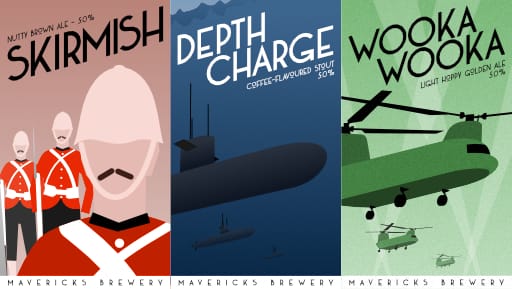 NUTTY BROWN ALE – 5.0%
SKIRMISH
MAVERICKS BREWERY
DEPTH
CHARGE
COFFEE-FLAVOURED STOUT
5.0%
MAVERICKS BREWERY
WOOKA
WOOKA
LIGHT HOPPY GOLDEN ALE
5.0%
MAVERICKS BREWERY